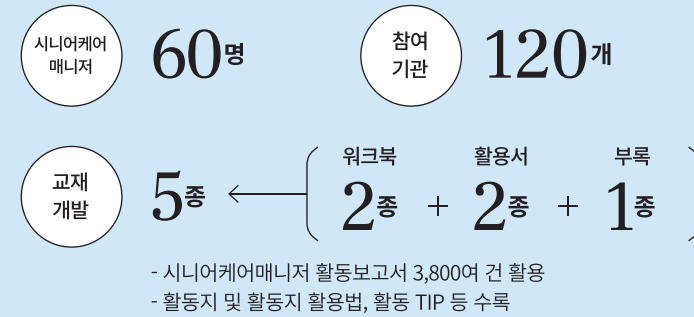 시니어케어
매니저
60명
참여
기관
120개
교재
개발
5종
워크북
2종
+
활용서
2종
+
부록
1종
- 시니어케어매니저 활동보고서 3,800여 건 활용
- 활동지 및 활동지 활용법, 활동 TIP 등 수록